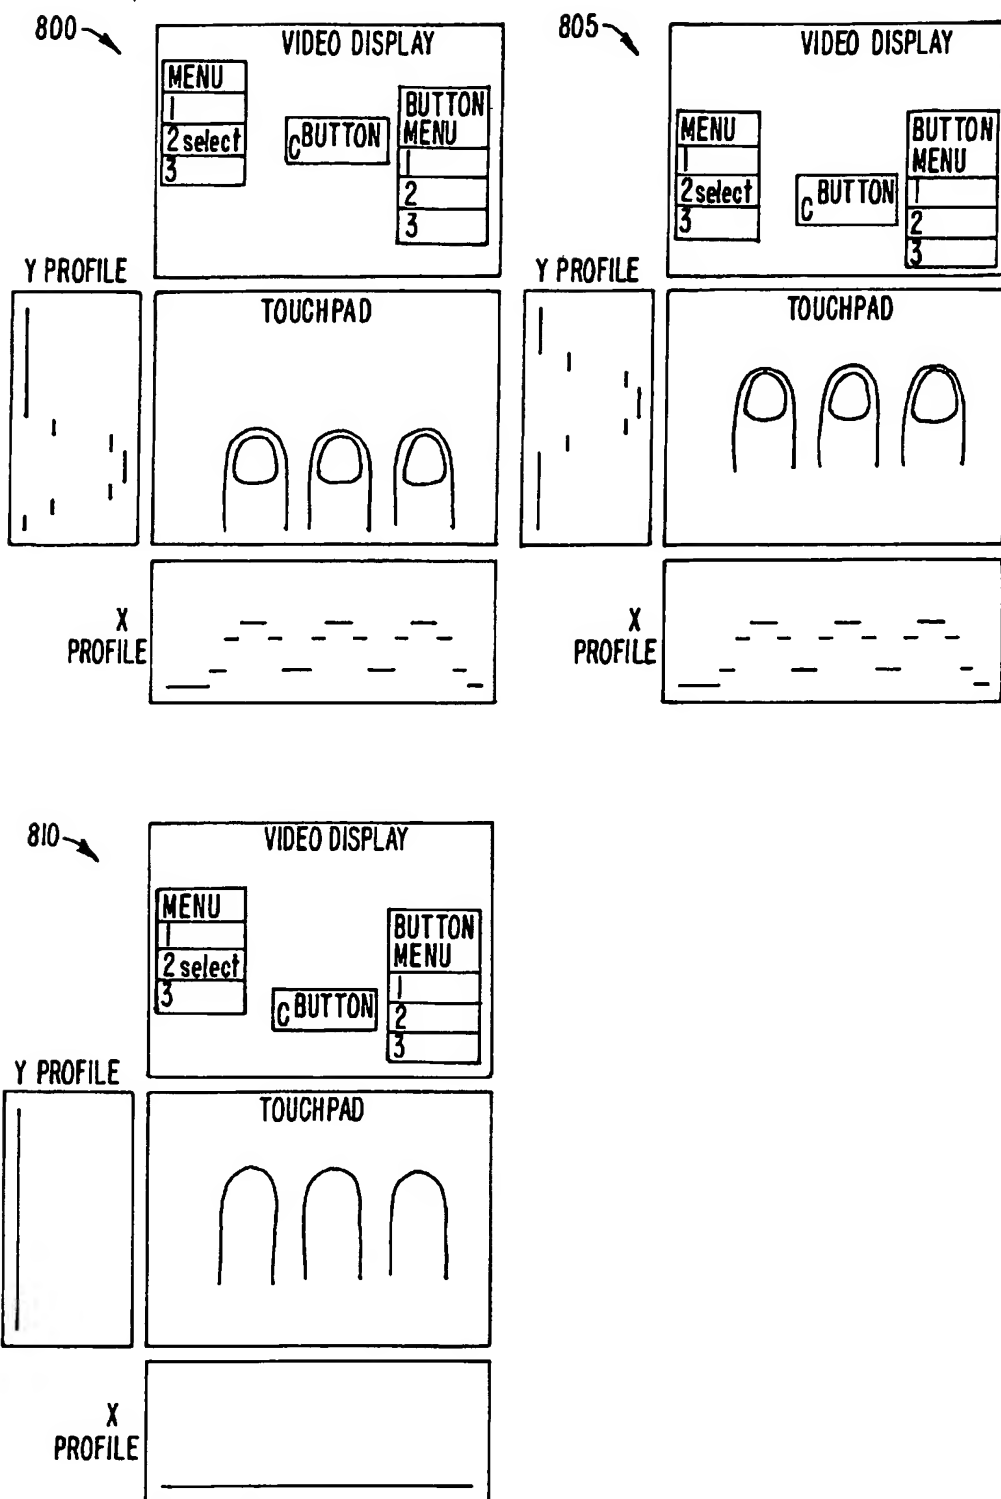 800
VIDEO DISPLAY
MENU
1
2 select
3
C BUTTON
BUTTON
MENU
1
2
3
Y PROFILE
TOUCHPAD
X
PROFILE
805
VIDEO DISPLAY
MENU
1
2 select
3
C BUTTON
BUTTON
MENU
1
2
3
Y PROFILE
TOUCHPAD
X
PROFILE
810
VIDEO DISPLAY
MENU
1
2 select
3
C BUTTON
BUTTON
MENU
1
2
3
Y PROFILE
TOUCHPAD
X
PROFILE